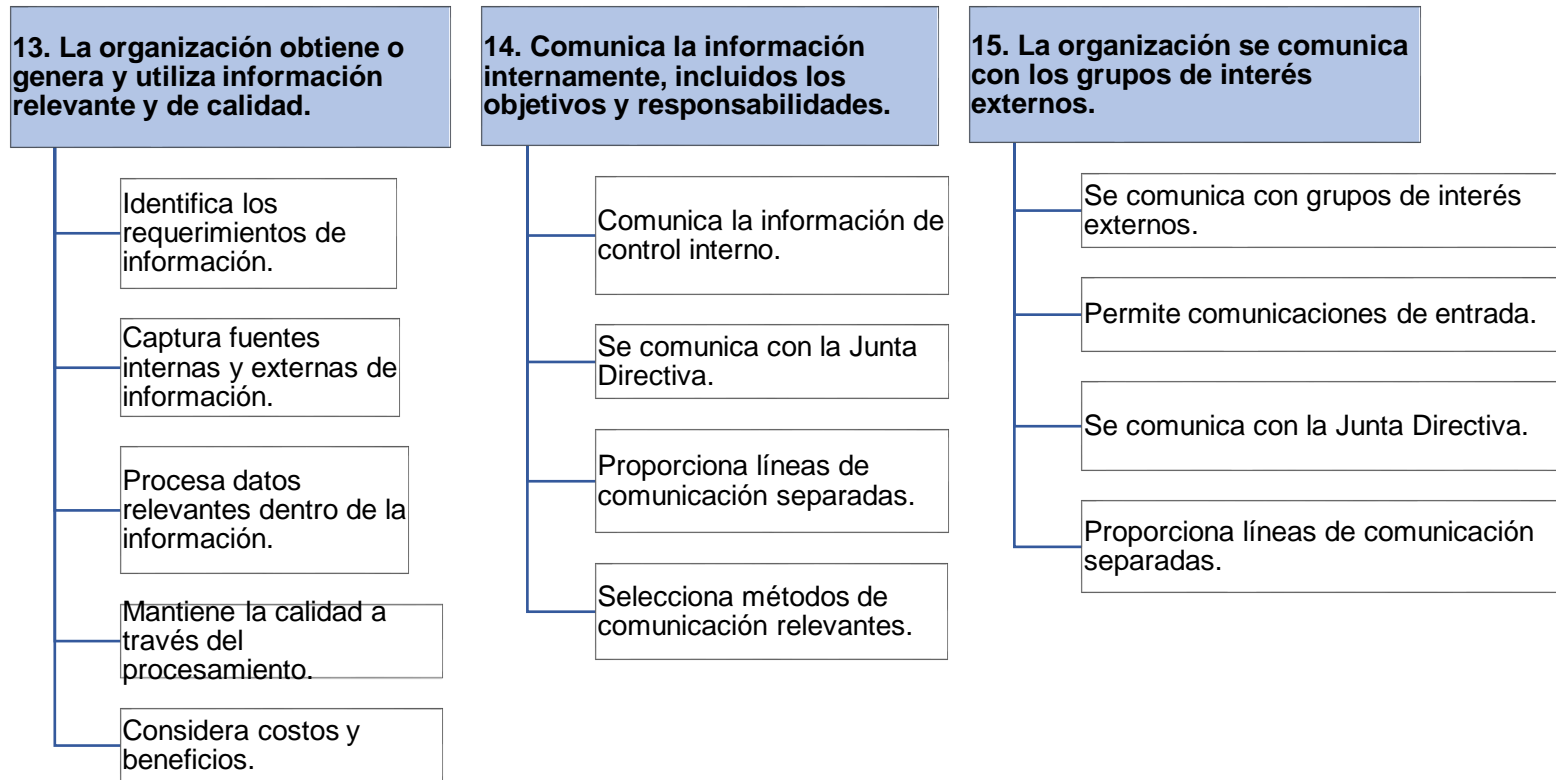 13. La organización obtiene o
genera y utiliza información
relevante y de calidad.
Identifica los
requerimientos de
información.
Captura fuentes
internas y externas de
información.
Procesa datos
relevantes dentro de la
información.
Mantiene la calidad a
través del
procesamiento.
Considera costos y
beneficios.
14. Comunica la información
internamente, incluidos los
objetivos y responsabilidades.
Comunica la información de
control interno.
Se comunica con la Junta
Directiva.
Proporciona líneas de
comunicación separadas.
Selecciona métodos de
comunicación relevantes.
15. La organización se comunica
con los grupos de interés
externos.
Se comunica con grupos de interés
externos.
Permite comunicaciones de entrada.
Se comunica con la Junta Directiva.
Proporciona líneas de comunicación
separadas.